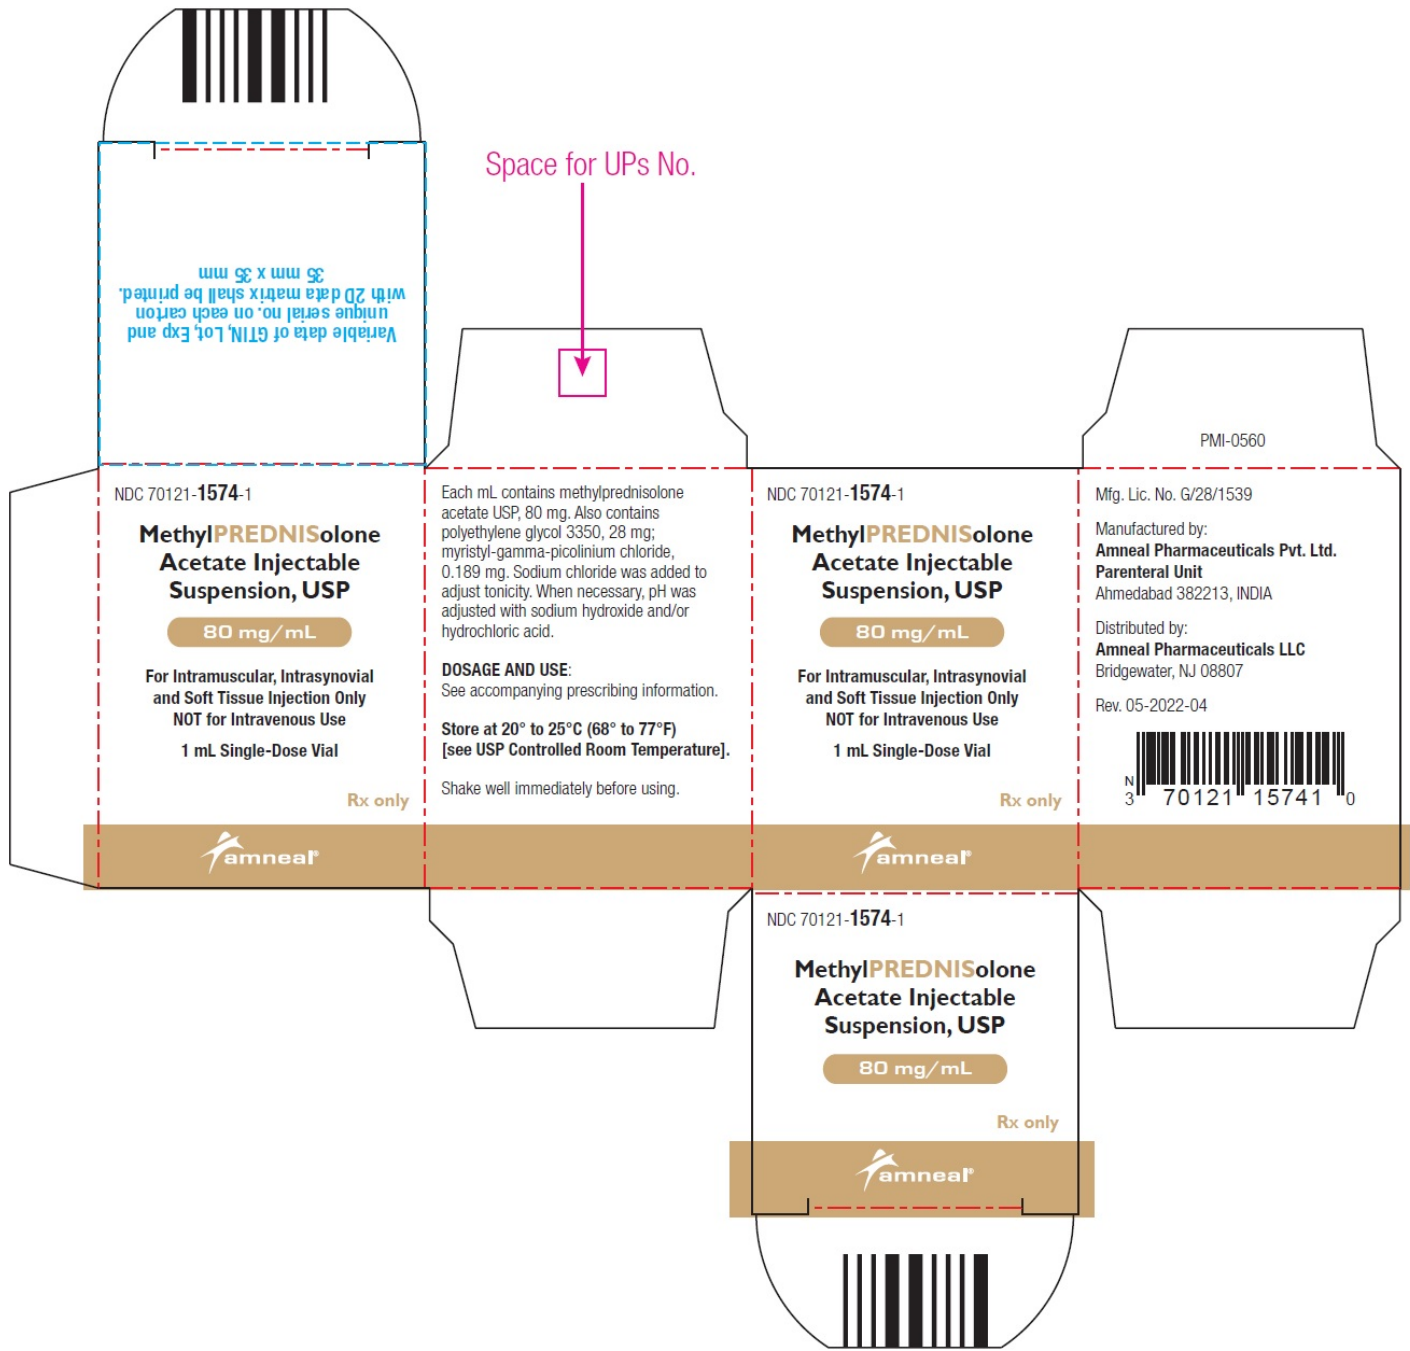 Space for UPs No.
Variable data of GTIN, Lot, Exp and
unique serial no. on each carton
with 2D data matrix shall be printed.
35 mm x 35 mm
NDC 70121-1574-1
MethylPREDNISolone
Acetate Injectable
Suspension, USP
80 mg/mL
For Intramuscular, Intrasynovial
and Soft Tissue Injection Only
NOT for Intravenous Use
1 mL Single-Dose Vial
Rx only
amneal®
Each mL contains methylprednisolone
acetate USP, 80 mg. Also contains
polyethylene glycol 3350, 28 mg;
myristyl-gamma-picolinium chloride,
0.189 mg. Sodium chloride was added to
adjust tonicity. When necessary, pH was
adjusted with sodium hydroxide and/or
hydrochloric acid.
DOSAGE AND USE:
See accompanying prescribing information.
Store at 20° to 25°C (68° to 77°F)
[see USP Controlled Room Temperature].
Shake well immediately before using.
NDC 70121-1574-1
MethylPREDNISolone
Acetate Injectable
Suspension, USP
80 mg/mL
For Intramuscular, Intrasynovial
and Soft Tissue Injection Only
NOT for Intravenous Use
1 mL Single-Dose Vial
Rx only
amneal®
PMI-0560
Mfg. Lic. No. G/28/1539
Manufactured by:
Amneal Pharmaceuticals Pvt. Ltd.
Parenteral Unit
Ahmedabad 382213, INDIA
Distributed by:
Amneal Pharmaceuticals LLC
Bridgewater, NJ 08807
Rev. 05-2022-04
N
3 70121 15741 0
NDC 70121-1574-1
MethylPREDNISolone
Acetate Injectable
Suspension, USP
80 mg/mL
Rx only
amneal®